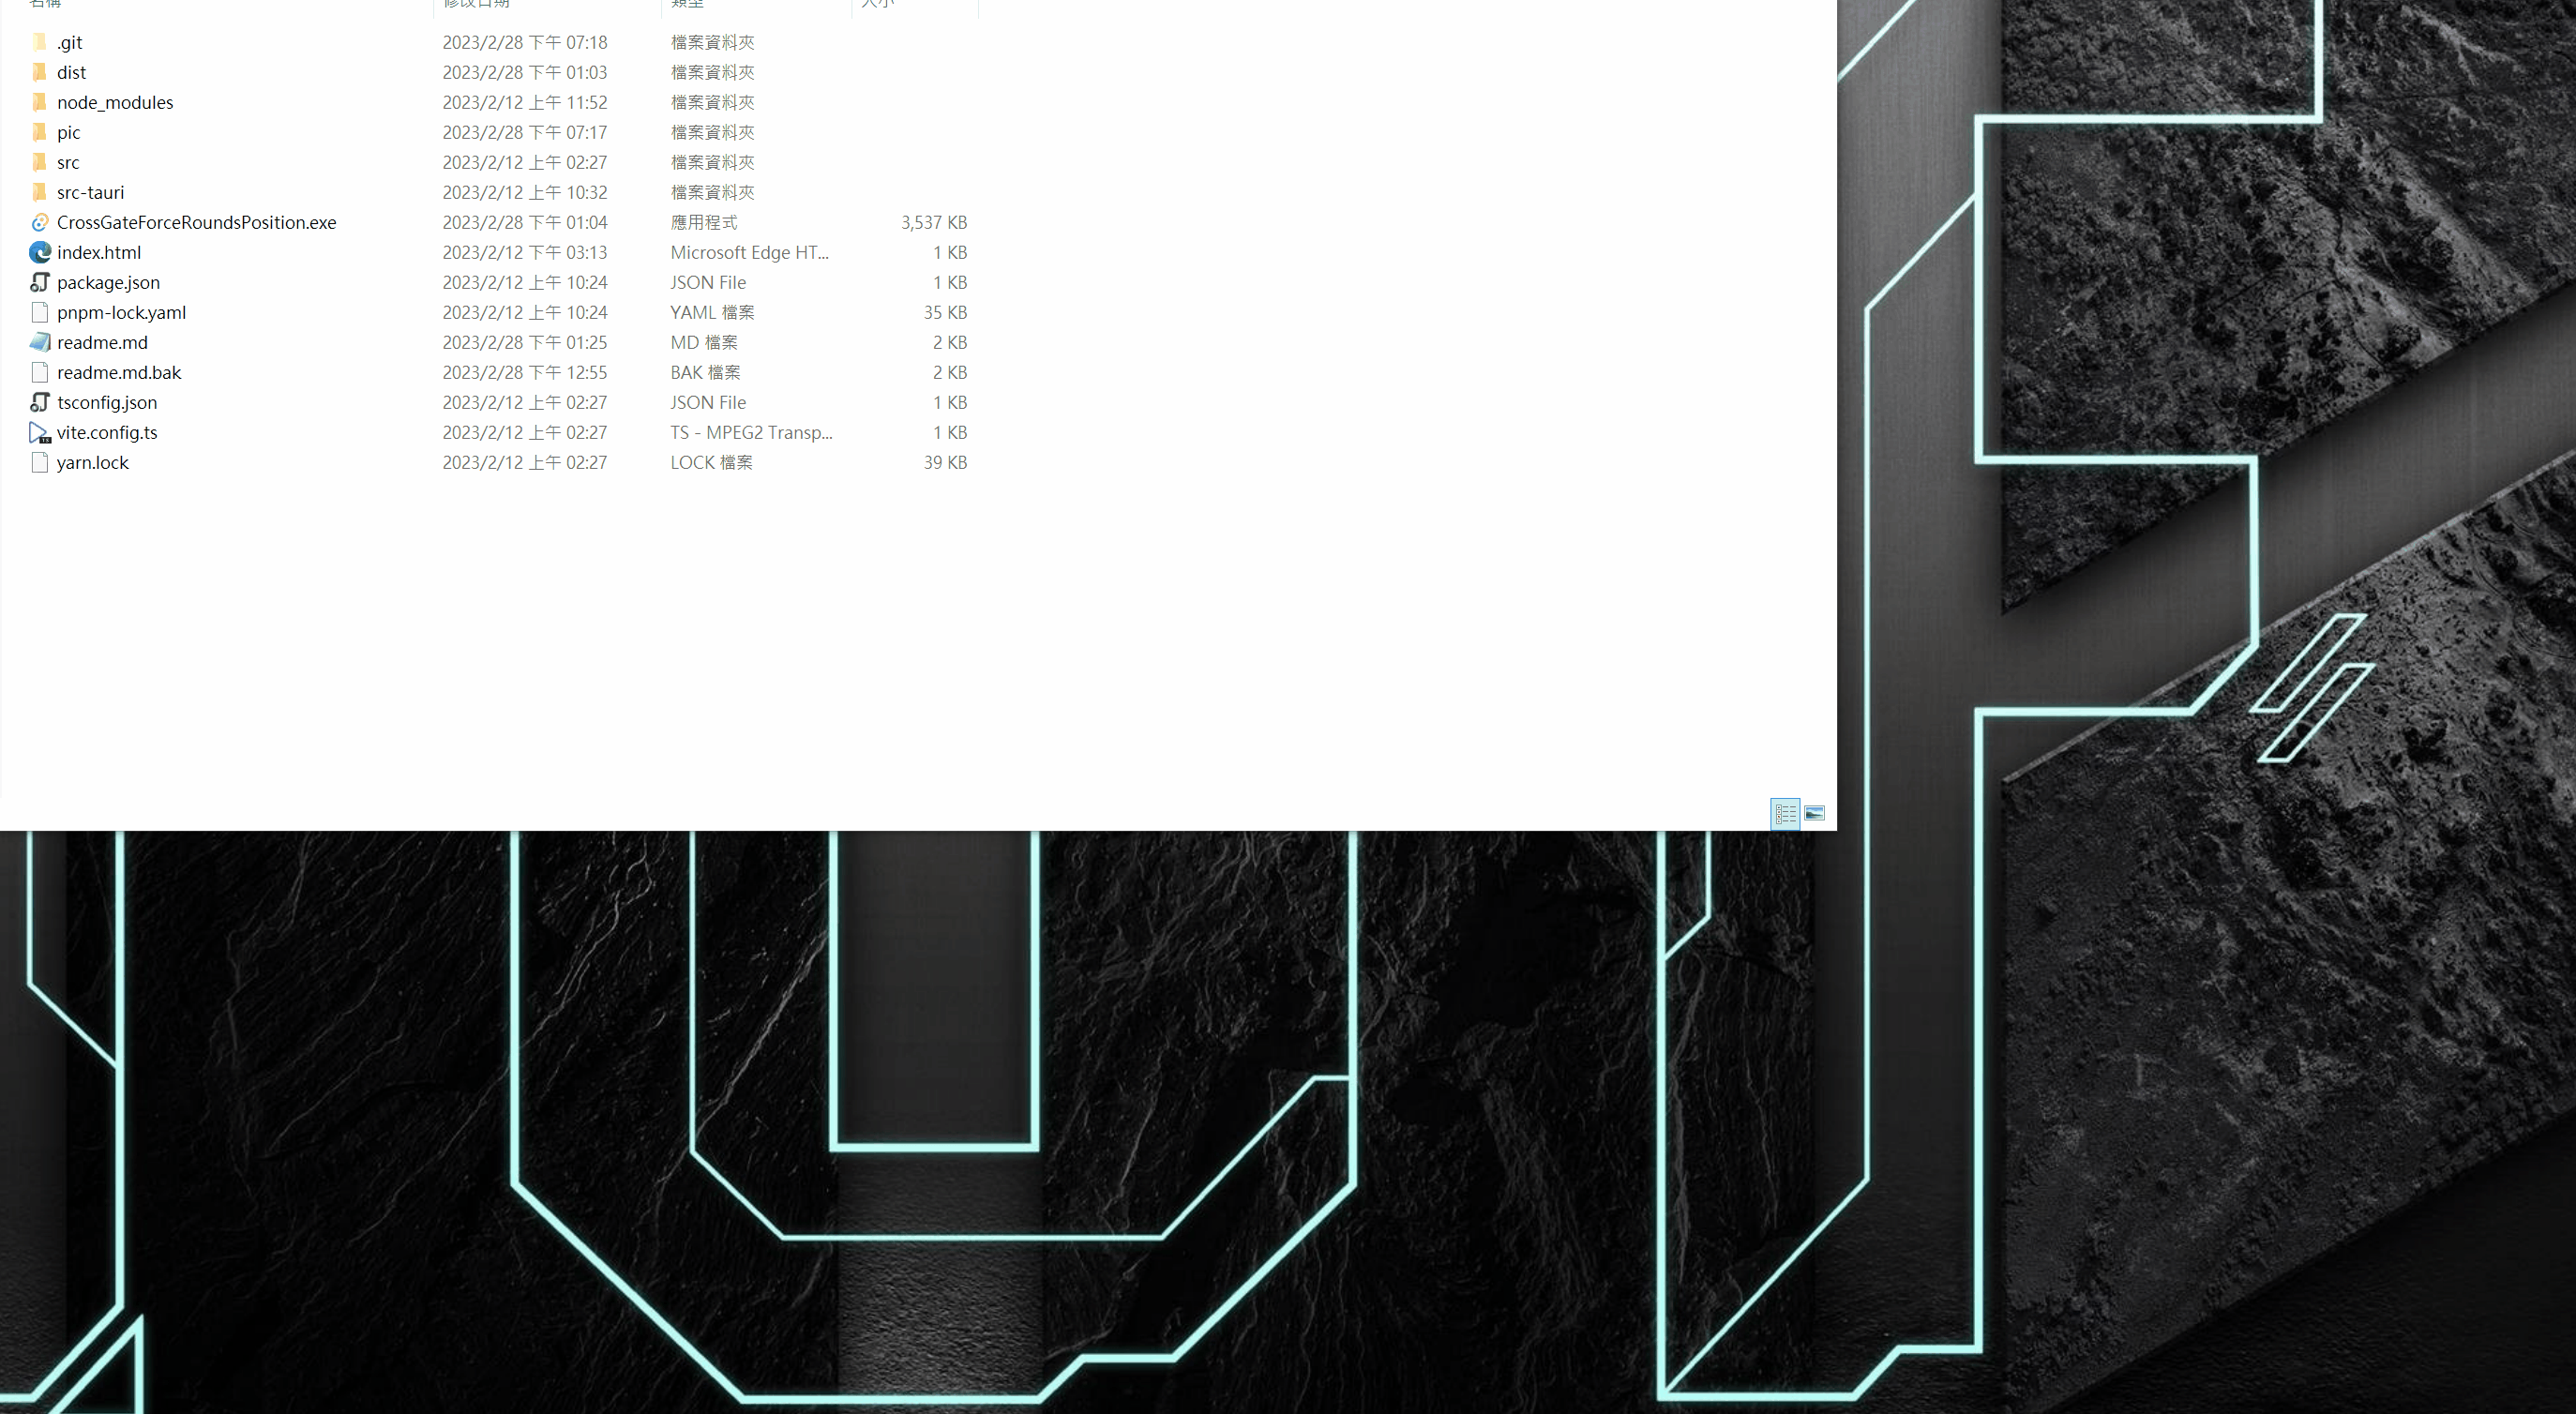 名稱 修改日期 類型 大小
.git 2023/2/28 下午 07:18 檔案資料夾
dist 2023/2/28 下午 01:03 檔案資料夾
node_modules 2023/2/12 上午 11:52 檔案資料夾
pic 2023/2/28 下午 07:17 檔案資料夾
src 2023/2/12 上午 02:27 檔案資料夾
src-tauri 2023/2/12 上午 10:32 檔案資料夾
CrossGateForceRoundsPosition.exe 2023/2/28 下午 01:04 應用程式 3,537 KB
index.html 2023/2/12 下午 03:13 Microsoft Edge HT... 1 KB
package.json 2023/2/12 上午 10:24 JSON File 1 KB
pnpm-lock.yaml 2023/2/12 上午 10:24 YAML 檔案 35 KB
readme.md 2023/2/28 下午 01:25 MD 檔案 2 KB
readme.md.bak 2023/2/28 下午 12:55 BAK 檔案 2 KB
tsconfig.json 2023/2/12 上午 02:27 JSON File 1 KB
vite.config.ts 2023/2/12 上午 02:27 TS - MPEG2 Transp... 1 KB
yarn.lock 2023/2/12 上午 02:27 LOCK 檔案 39 KB